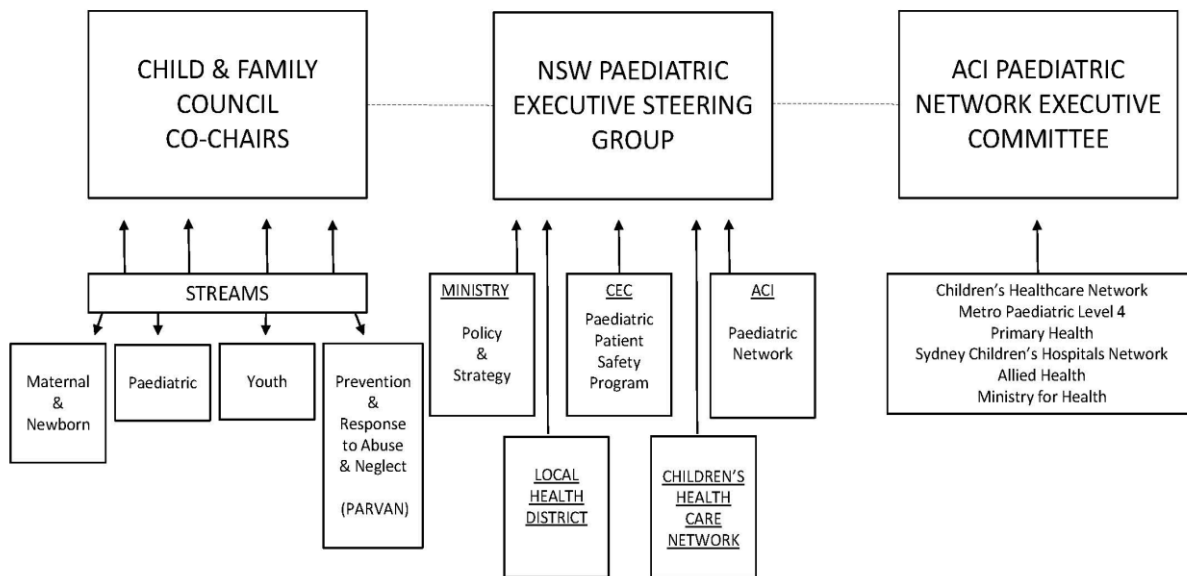 CHILD & FAMILY
COUNCIL
CO-CHAIRS
NSW PAEDIATRIC
EXECUTIVE STEERING
GROUP
ACI PAEDIATRIC
NETWORK EXECUTIVE
COMMITTEE
STREAMS
Maternal
&
Newborn
Paediatric
Youth
Prevention
&
Response
to Abuse
& Neglect
(PARVAN)
MINISTRY
Policy
&
Strategy
CEC
Paediatric
Patient
Safety
Program
ACI
Paediatric
Network
LOCAL
HEALTH
DISTRICT
CHILDREN'S
HEALTH
CARE
NETWORK
Children's Healthcare Network
Metro Paediatric Level 4
Primary Health
Sydney Children's Hospitals Network
Allied Health
Ministry for Health